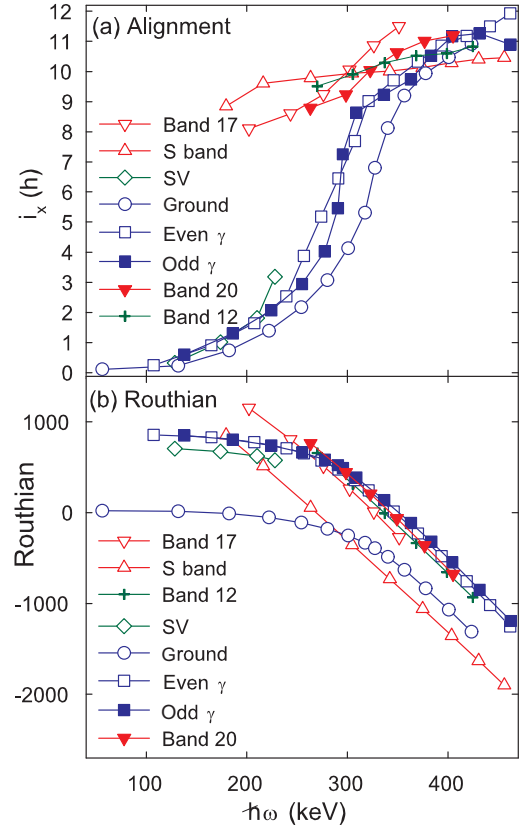 (a) Alignment
12
11
10
9
8
7
6
5
4
3
2
1
0
i_x (h)
Band 17
S band
SV
Ground
Even γ
Odd γ
Band 20
Band 12
(b) Routhian
1000
0
-1000
-2000
Routhian
Band 17
S band
Band 12
SV
Ground
Even γ
Odd γ
Band 20
100 200 300 400
ħω (keV)